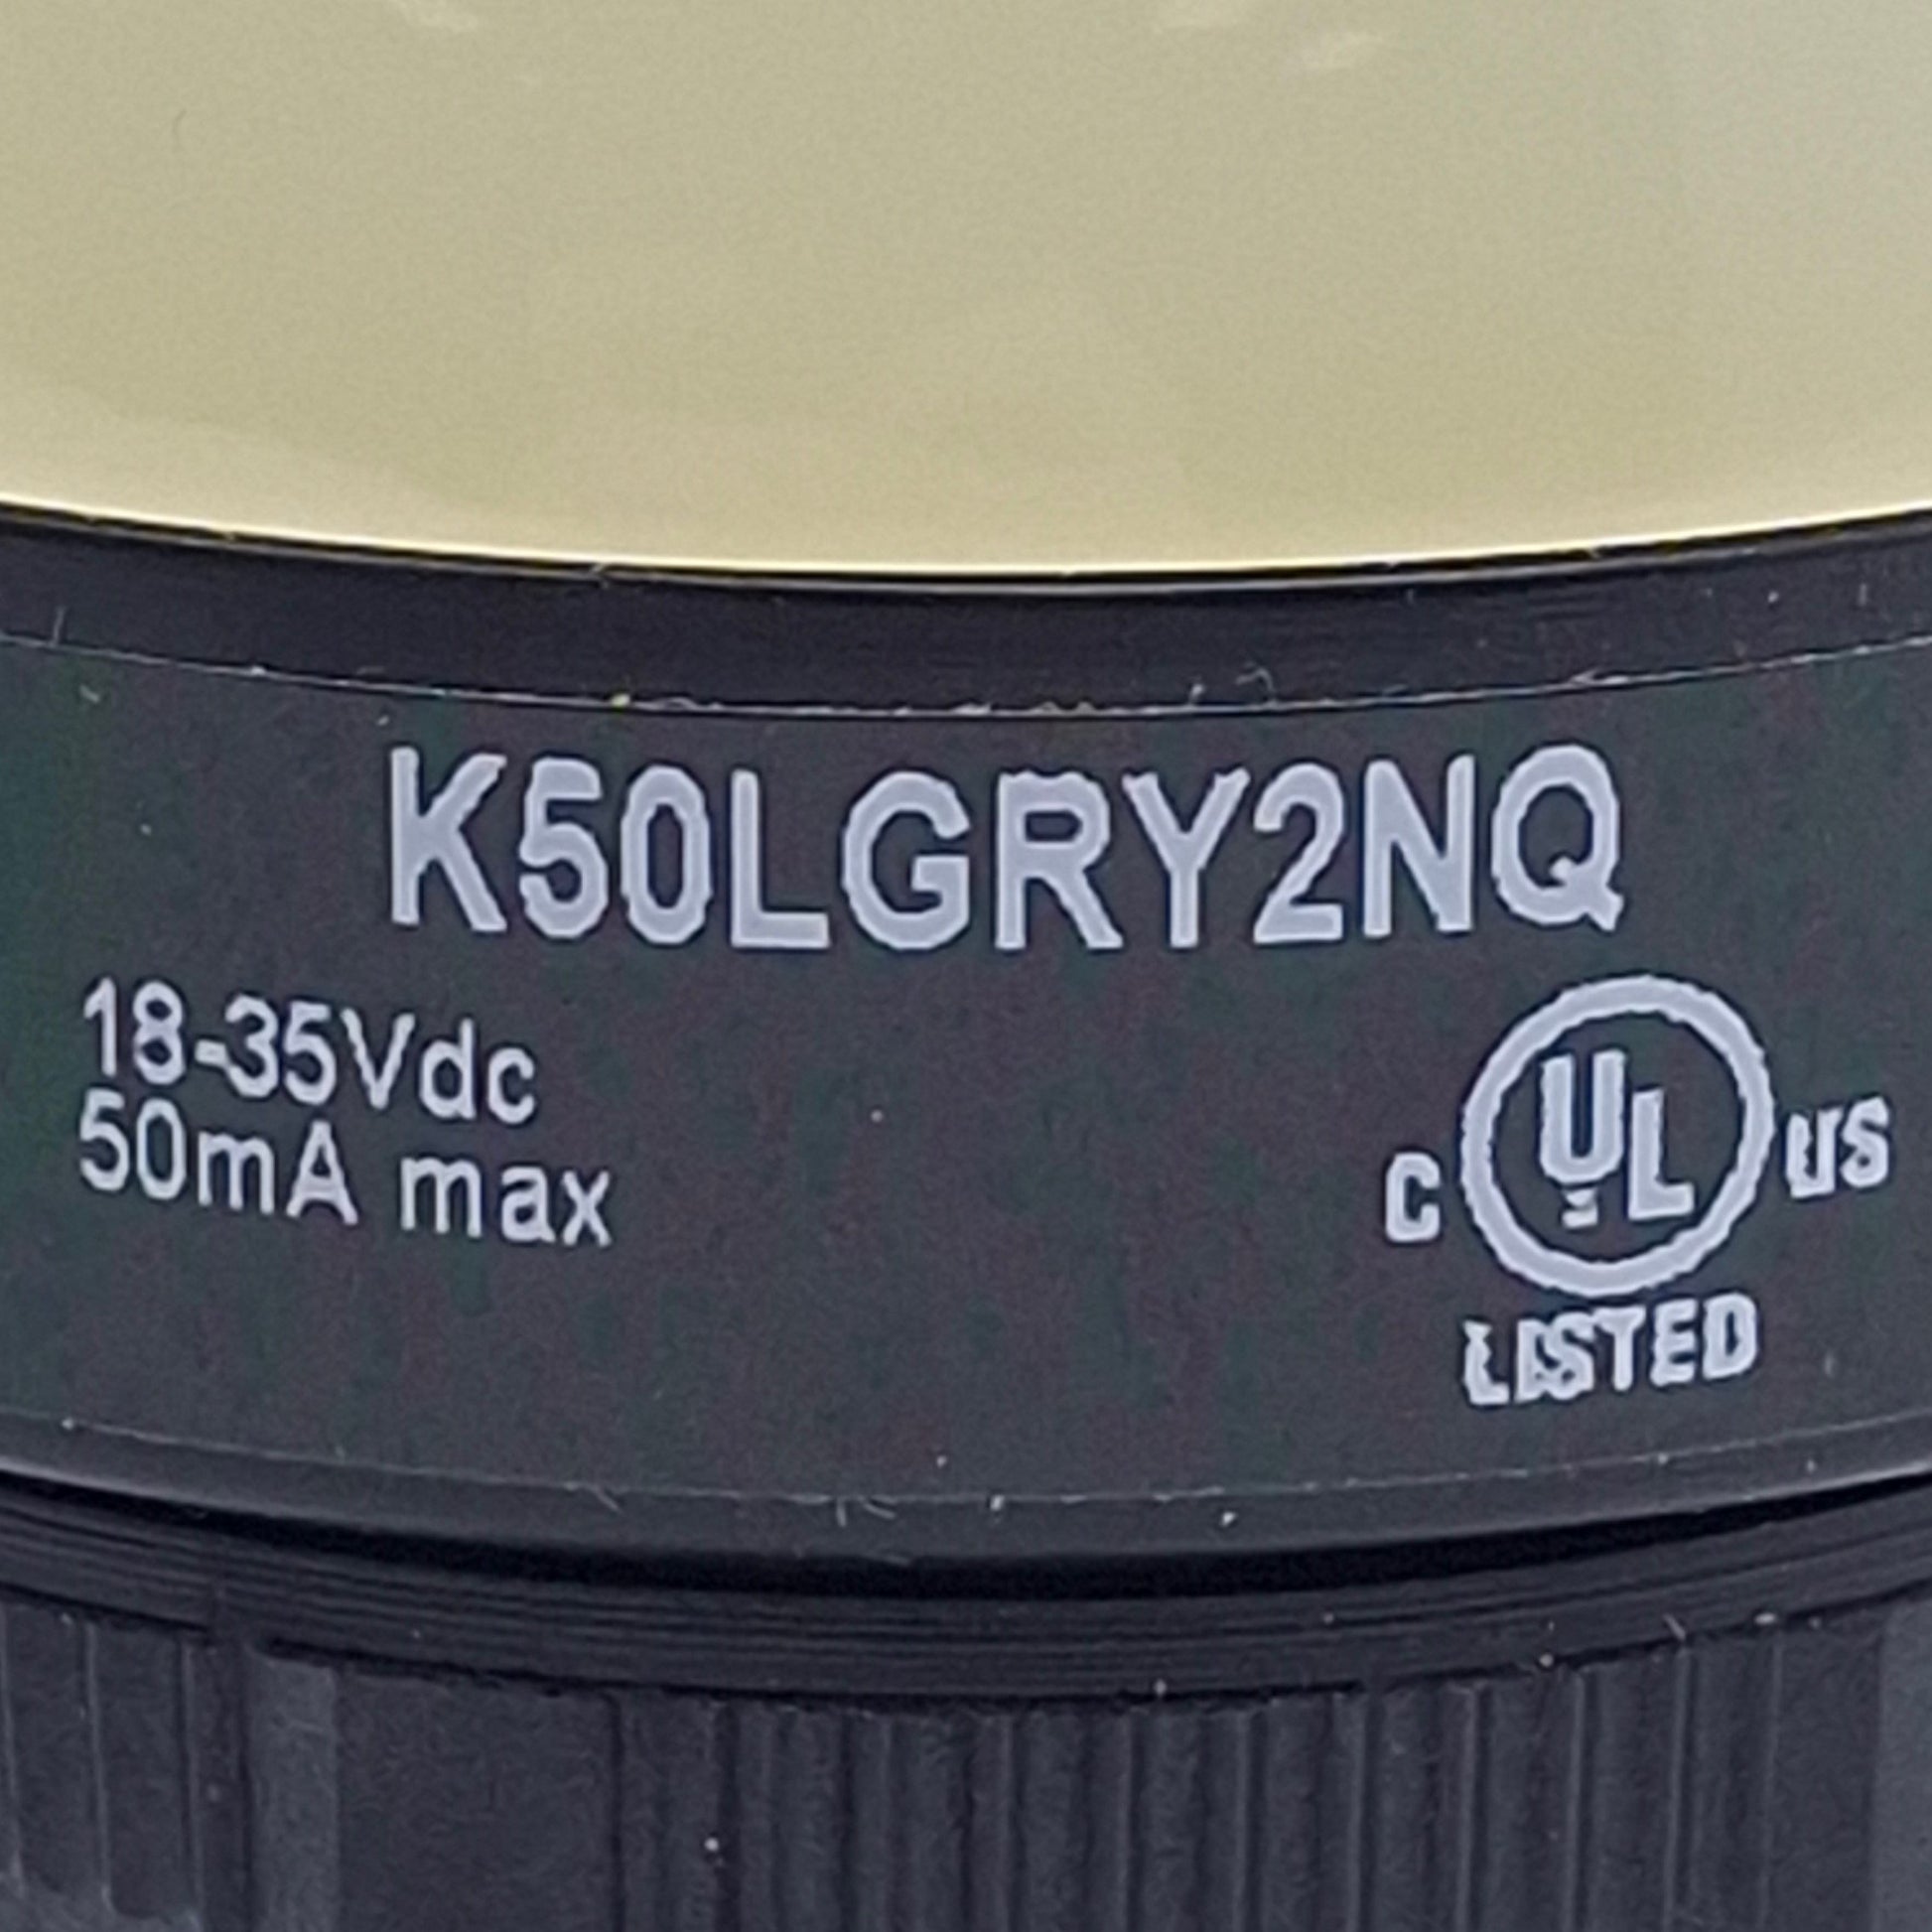 K50LGRY2NQ
18-35Vdc
50mA max
C UL US
LISTED